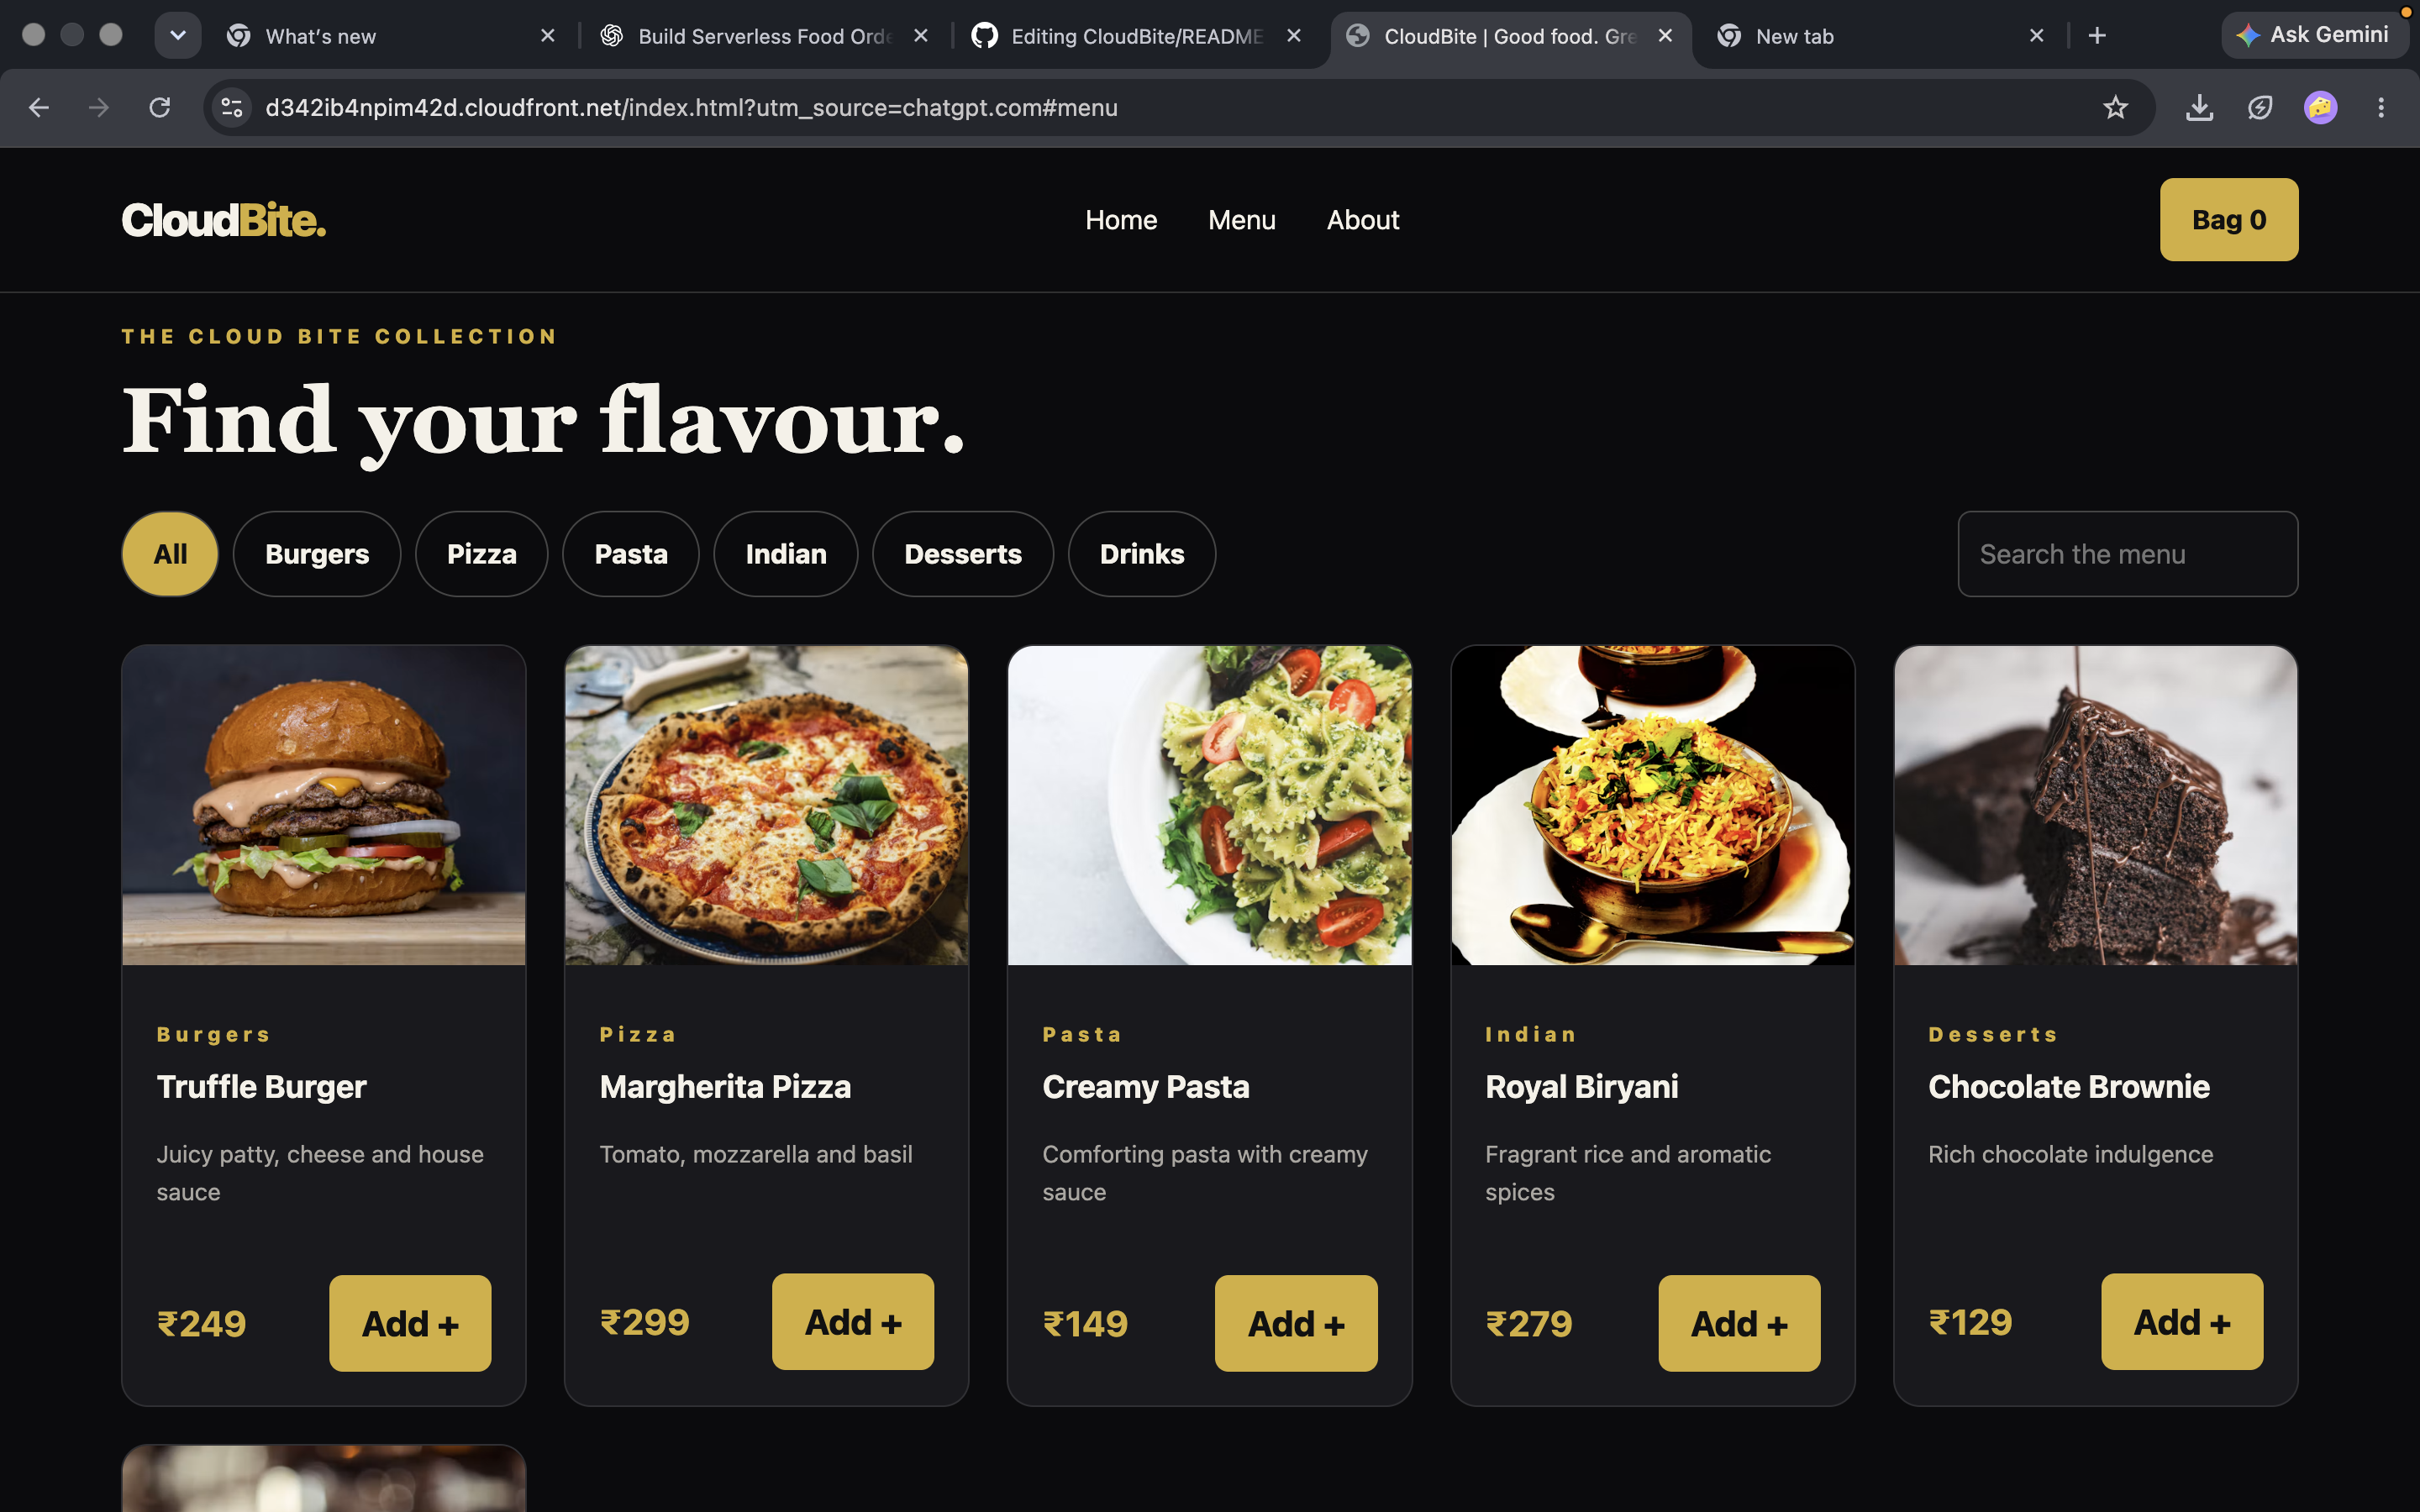 What's new
Build Serverless Food Orde
Editing CloudBite/README
CloudBite | Good food. Gre
New tab
Ask Gemini
d342ib4npim42d.cloudfront.net/index.html?utm_source=chatgpt.com#menu
CloudBite.
Home
Menu
About
Bag 0
THE CLOUD BITE COLLECTION
Find your flavour.
All
Burgers
Pizza
Pasta
Indian
Desserts
Drinks
Search the menu
Burgers
Truffle Burger
Juicy patty, cheese and house
sauce
₹249
Add +
Pizza
Margherita Pizza
Tomato, mozzarella and basil
₹299
Add +
Pasta
Creamy Pasta
Comforting pasta with creamy
sauce
₹149
Add +
Indian
Royal Biryani
Fragrant rice and aromatic
spices
₹279
Add +
Desserts
Chocolate Brownie
Rich chocolate indulgence
₹129
Add +